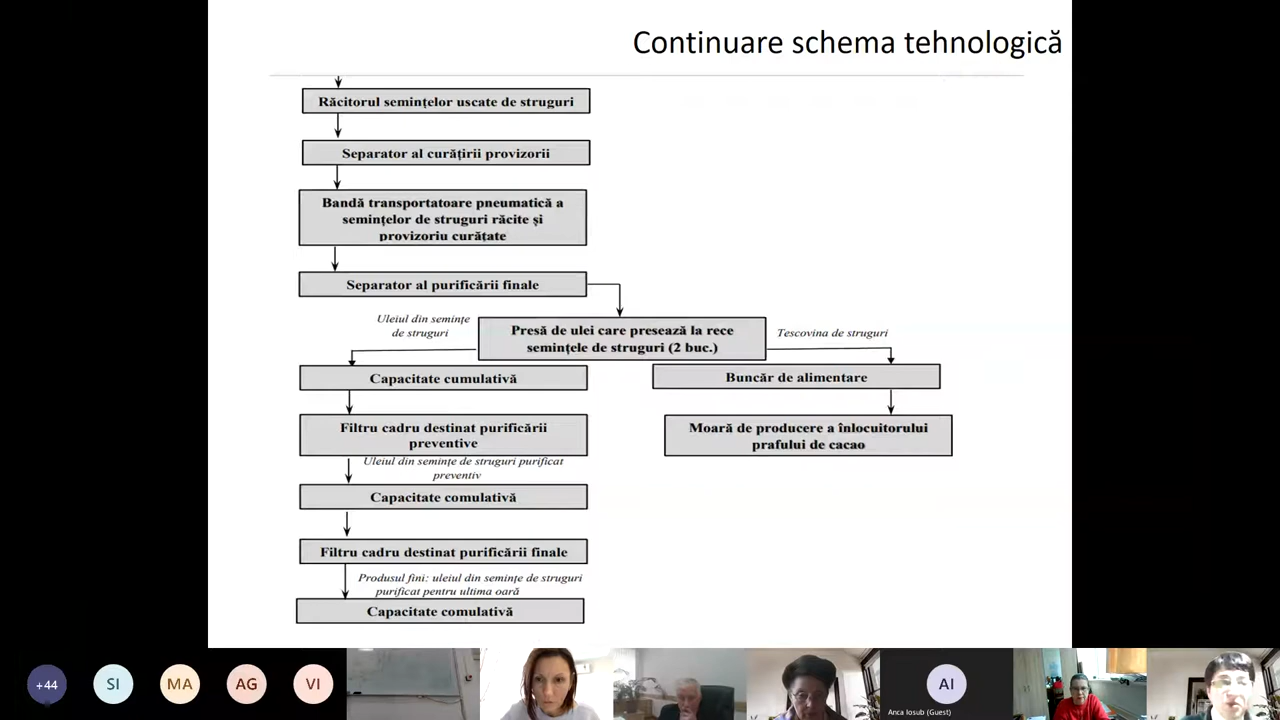 Continuare schema tehnologică
Răcitorul semințelor uscate de struguri
Separator al curățirii provizorii
Bandă transportatoare pneumatică a
semințelor de struguri răcite și
provizoriu curățate
Separator al purificării finale
Uleiul din semințe
de struguri
Presă de ulei care presează la rece
semințele de struguri (2 buc.)
Tescovina de struguri
Capacitate cumulativă
Buncăr de alimentare
Filtru cadru destinat purificării
preventive
Moară de producere a înlocuitorului
prafului de cacao
Uleiul din semințe de struguri purificat
preventiv
Capacitate comulativă
Filtru cadru destinat purificării finale
Produsul fini: uleiul din semințe de struguri
purificat pentru ultima oară
Capacitate comulativă
+44
SI
MA
AG
VI
AI
Anca Iosub (Guest)